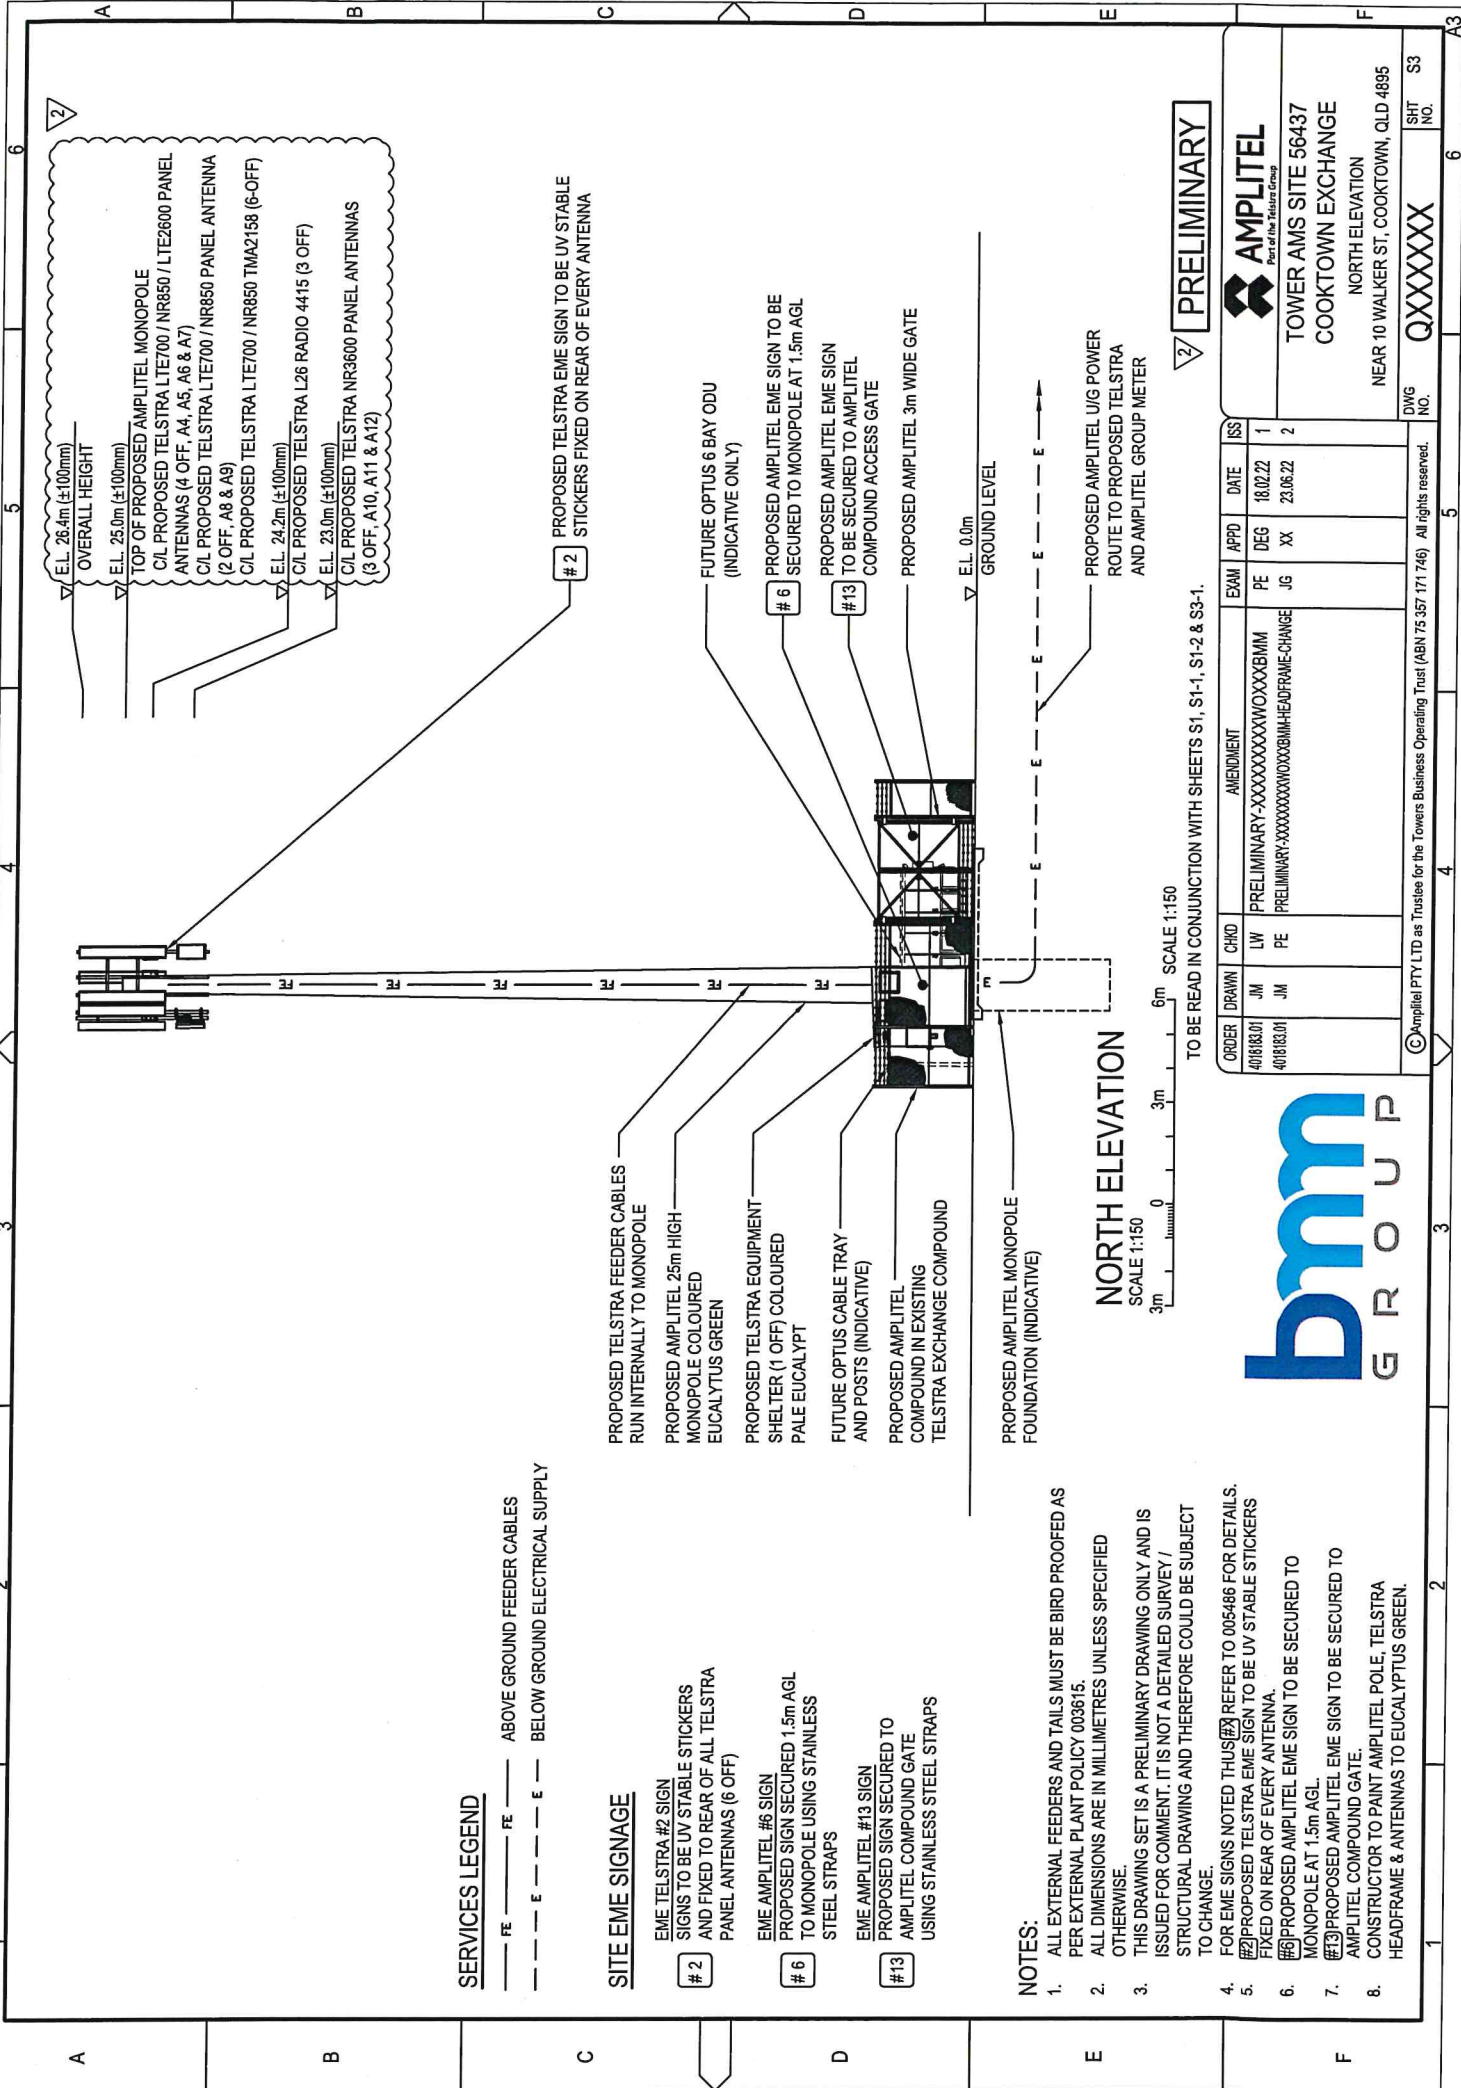 E.L. 26.4m (±100mm)
OVERALL HEIGHT
E.L. 25.0m (±100mm)
TOP OF PROPOSED AMPLITEL MONOPOLE
C/L PROPOSED TELSTRA LTE700 / NR850 / LTE2600 PANEL
ANTENNAS (4 OFF, A4, A5, A6 & A7)
C/L PROPOSED TELSTRA LTE700 / NR850 PANEL ANTENNA
(2 OFF, A8 & A9)
C/L PROPOSED TELSTRA LTE700 / NR850 TMA2158 (6-OFF)
E.L. 24.2m (±100mm)
C/L PROPOSED TELSTRA L26 RADIO 4415 (3 OFF)
E.L. 23.0m (±100mm)
C/L PROPOSED TELSTRA NR3600 PANEL ANTENNAS
(3 OFF, A10, A11 & A12)
2
#2 PROPOSED TELSTRA EME SIGN TO BE UV STABLE
STICKERS FIXED ON REAR OF EVERY ANTENNA
FUTURE OPTUS 6 BAY ODU
(INDICATIVE ONLY)
#6 PROPOSED AMPLITEL EME SIGN TO BE
SECURED TO MONOPOLE AT 1.5m AGL
PROPOSED AMPLITEL EME SIGN
#13 TO BE SECURED TO AMPLITEL
COMPOUND ACCESS GATE
PROPOSED AMPLITEL 3m WIDE GATE
E.L. 0.0m
GROUND LEVEL
PROPOSED AMPLITEL U/G POWER
ROUTE TO PROPOSED TELSTRA
AND AMPLITEL GROUP METER
FE FE FE FE FE FE
E E E E E
SERVICES LEGEND
FE FE ABOVE GROUND FEEDER CABLES
E E BELOW GROUND ELECTRICAL SUPPLY
SITE EME SIGNAGE
EME TELSTRA #2 SIGN
#2 SIGNS TO BE UV STABLE STICKERS
AND FIXED TO REAR OF ALL TELSTRA
PANEL ANTENNAS (6 OFF)
EME AMPLITEL #6 SIGN
#6 PROPOSED SIGN SECURED 1.5m AGL
TO MONOPOLE USING STAINLESS
STEEL STRAPS
EME AMPLITEL #13 SIGN
#13 PROPOSED SIGN SECURED TO
AMPLITEL COMPOUND GATE
USING STAINLESS STEEL STRAPS
PROPOSED TELSTRA FEEDER CABLES
RUN INTERNALLY TO MONOPOLE
PROPOSED AMPLITEL 25m HIGH
MONOPOLE COLOURED
EUCALYTUS GREEN
PROPOSED TELSTRA EQUIPMENT
SHELTER (1 OFF) COLOURED
PALE EUCALYPT
FUTURE OPTUS CABLE TRAY
AND POSTS (INDICATIVE)
PROPOSED AMPLITEL
COMPOUND IN EXISTING
TELSTRA EXCHANGE COMPOUND
PROPOSED AMPLITEL MONOPOLE
FOUNDATION (INDICATIVE)
NORTH ELEVATION
SCALE 1:150
3m 0 3m 6m SCALE 1:150
TO BE READ IN CONJUNCTION WITH SHEETS S1, S1-1, S1-2 & S3-1.
NOTES:
1. ALL EXTERNAL FEEDERS AND TAILS MUST BE BIRD PROOFED AS
PER EXTERNAL PLANT POLICY 003615.
2. ALL DIMENSIONS ARE IN MILLIMETRES UNLESS SPECIFIED
OTHERWISE.
3. THIS DRAWING SET IS A PRELIMINARY DRAWING ONLY AND IS
ISSUED FOR COMMENT. IT IS NOT A DETAILED SURVEY /
STRUCTURAL DRAWING AND THEREFORE COULD BE SUBJECT
TO CHANGE.
4. FOR EME SIGNS NOTED THUS #X REFER TO 005486 FOR DETAILS.
5. #2 PROPOSED TELSTRA EME SIGN TO BE UV STABLE STICKERS
FIXED ON REAR OF EVERY ANTENNA.
6. #6 PROPOSED AMPLITEL EME SIGN TO BE SECURED TO
MONOPOLE AT 1.5m AGL.
7. #13 PROPOSED AMPLITEL EME SIGN TO BE SECURED TO
AMPLITEL COMPOUND GATE.
8. CONSTRUCTOR TO PAINT AMPLITEL POLE, TELSTRA
HEADFRAME & ANTENNAS TO EUCALYPTUS GREEN.
bmm
GROUP
2 PRELIMINARY
ORDER DRAWN CHKD AMENDMENT EXAM APPD DATE ISS
4018183.01 JM LW PRELIMINARY-XXXXXXXXXXWOXXXBMM PE DEG 18.02.22 1
4018183.01 JM PE PRELIMINARY-XXXXXXXXXXWOXXXBMM-HEADFRAME-CHANGE JG XX 23.06.22 2
© Amplitel PTY LTD as Trustee for the Towers Business Operating Trust (ABN 75 357 171 746) All rights reserved.
AMPLITEL
Part of the Telstra Group
TOWER AMS SITE 56437
COOKTOWN EXCHANGE
NORTH ELEVATION
NEAR 10 WALKER ST, COOKTOWN, QLD 4895
DWG NO. QXXXXXX SHT NO. S3
A3
A B C D E F
A B C D E F
1 2 3 4 5 6
2 3 4 5 6